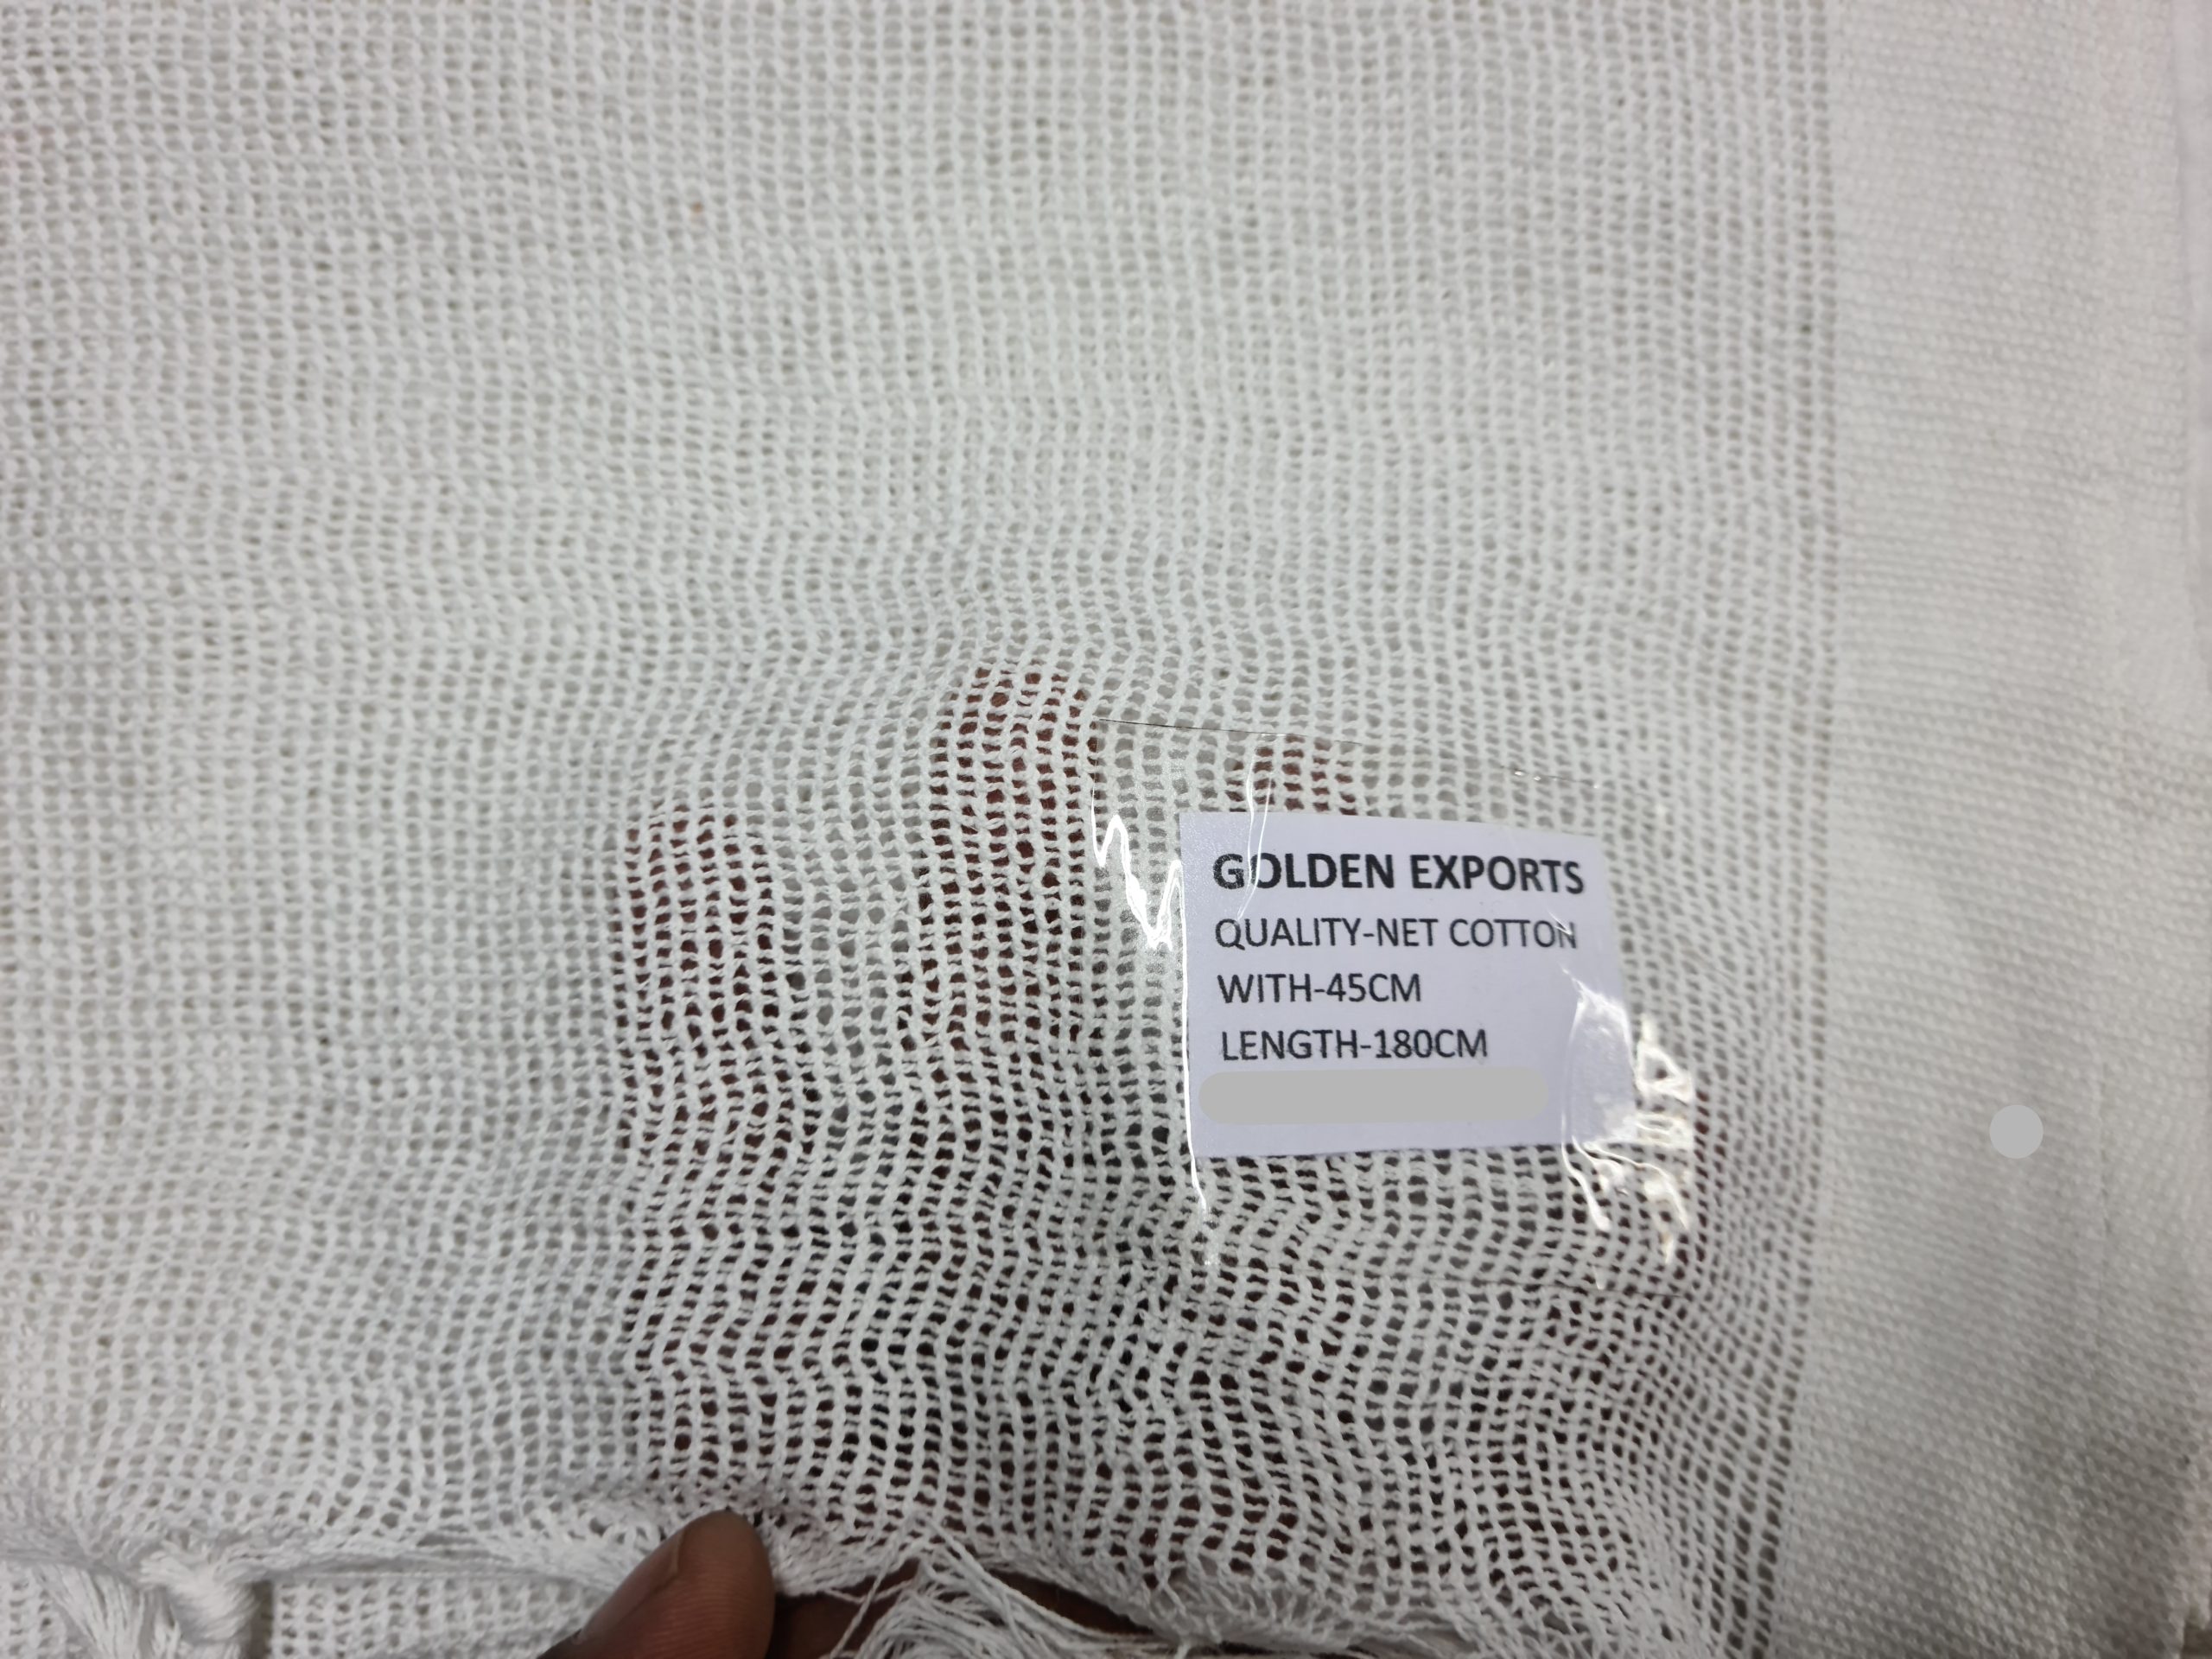 GOLDEN EXPORTS
QUALITY-NET COTTON
WITH-45CM
LENGTH-180CM